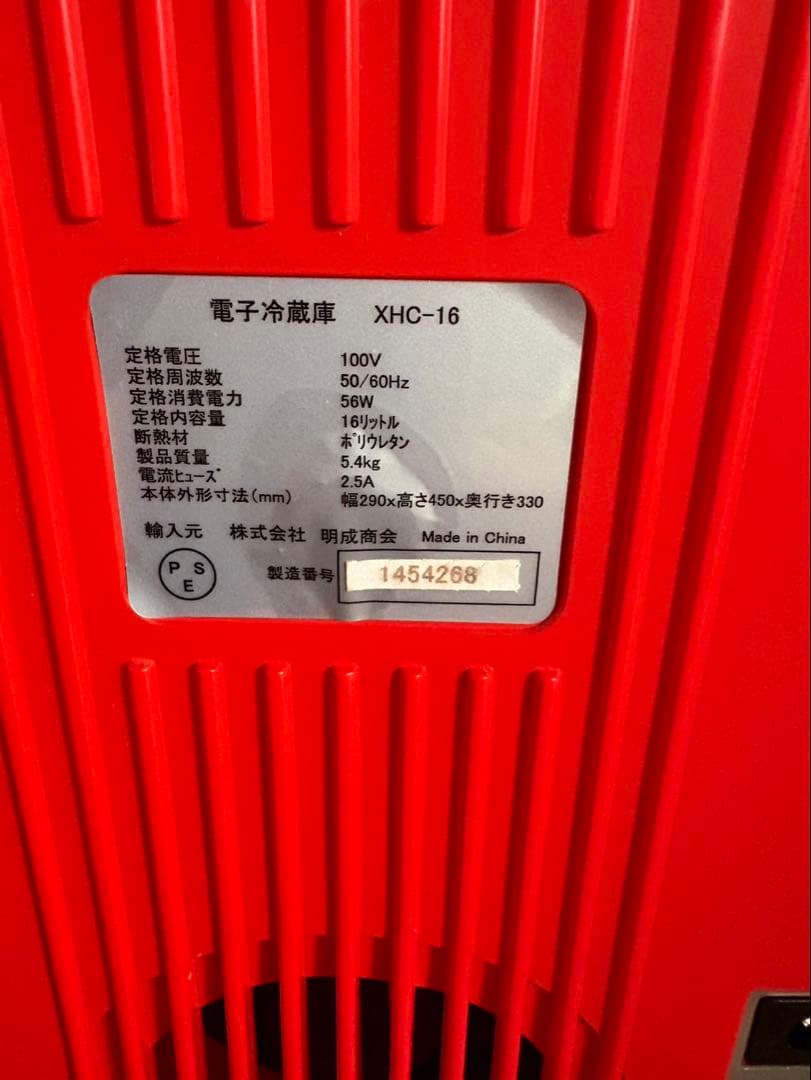 電子冷蔵庫 XHC-16
定格電圧 100V
定格周波数 50/60Hz
定格消費電力 56W
定格内容量 16リットル
断熱材 ポリウレタン
製品質量 5.4kg
電流ヒューズ 2.5A
本体外形寸法(mm) 幅290x高さ450x奥行き330
輸入元 株式会社 明成商会 Made in China
PSE 製造番号 1454268